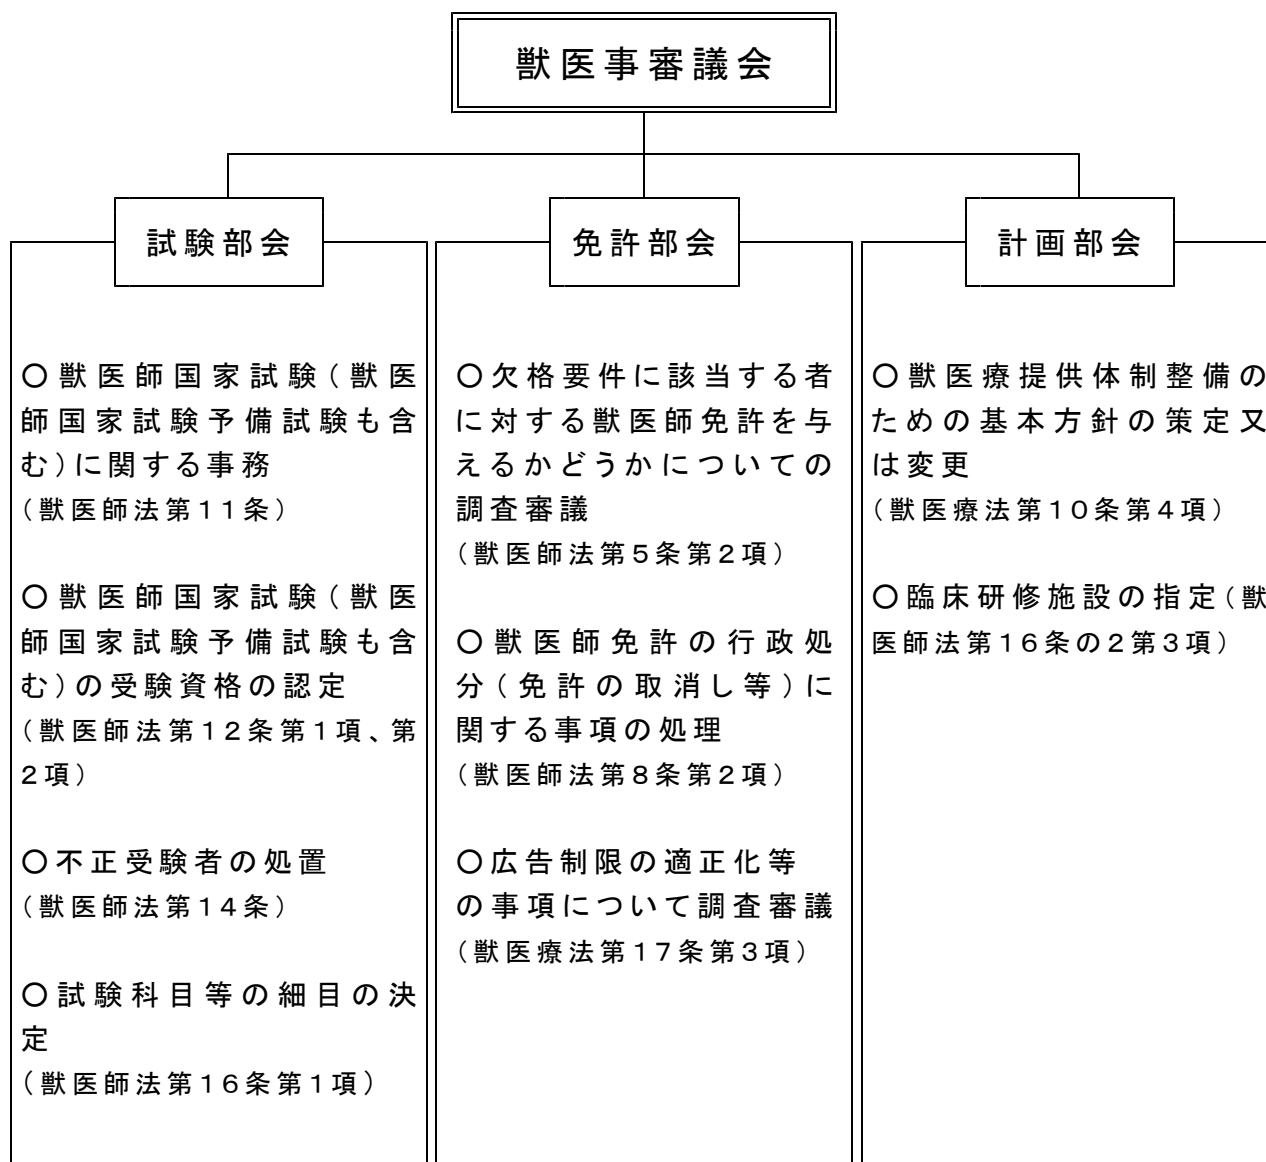 獣医事審議会
試験部会
○獣医師国家試験(獣医
師国家試験予備試験も含
む)に関する事務
(獣医師法第11条)
○獣医師国家試験(獣医
師国家試験予備試験も含
む)の受験資格の認定
(獣医師法第12条第1項、第
2項)
○不正受験者の処置
(獣医師法第14条)
○試験科目等の細目の決
定
(獣医師法第16条第1項)
免許部会
○欠格要件に該当する者
に対する獣医師免許を与
えるかどうかについての
調査審議
(獣医師法第5条第2項)
○獣医師免許の行政処
分(免許の取消し等)に
関する事項の処理
(獣医師法第8条第2項)
○広告制限の適正化等
の事項について調査審議
(獣医療法第17条第3項)
計画部会
○獣医療提供体制整備の
ための基本方針の策定又
は変更
(獣医療法第10条第4項)
○臨床研修施設の指定(獣
医師法第16条の2第3項)